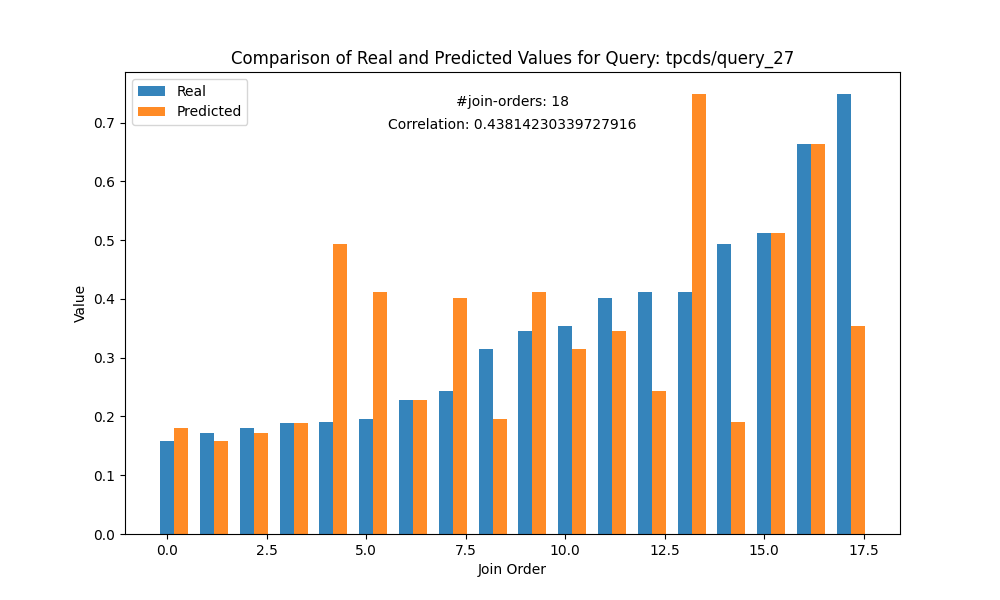 Comparison of Real and Predicted Values for Query: tpcds/query_27
Real
Predicted
#join-orders: 18
Correlation: 0.43814230339727916
Value
0.7
0.6
0.5
0.4
0.3
0.2
0.1
0.0
0.0 2.5 5.0 7.5 10.0 12.5 15.0 17.5
Join Order